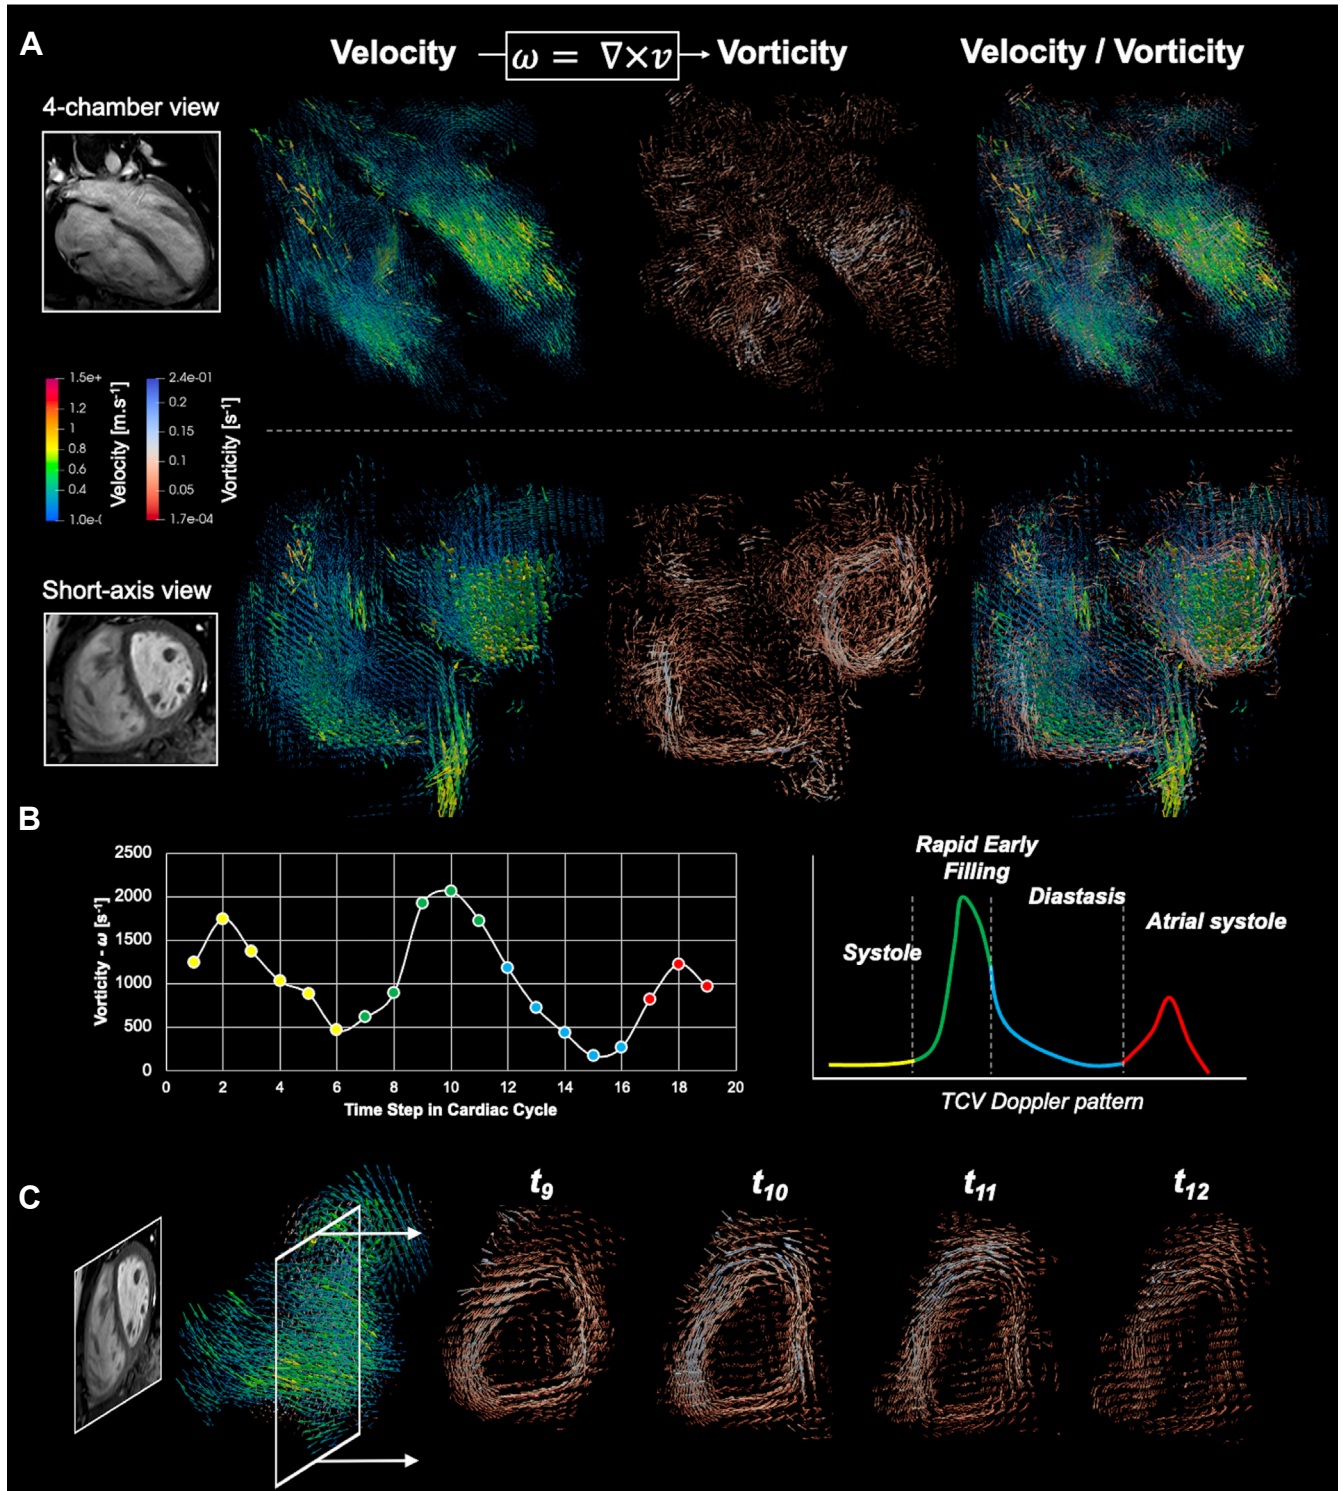 A
Velocity
ω = ∇×v
Vorticity
Velocity / Vorticity
4-chamber view
1.5e+
1.2
1
0.8
0.6
0.4
1.0e-(
Velocity [m.s-1]
2.4e-01
0.2
0.15
0.1
0.05
1.7e-04
Vorticity [s-1]
Short-axis view
B
2500
2000
1500
1000
500
0
Vorticity - ω [s-1]
0 2 4 6 8 10 12 14 16 18 20
Time Step in Cardiac Cycle
Rapid Early
Filling
Diastasis
Atrial systole
Systole
TCV Doppler pattern
C
t9
t10
t11
t12